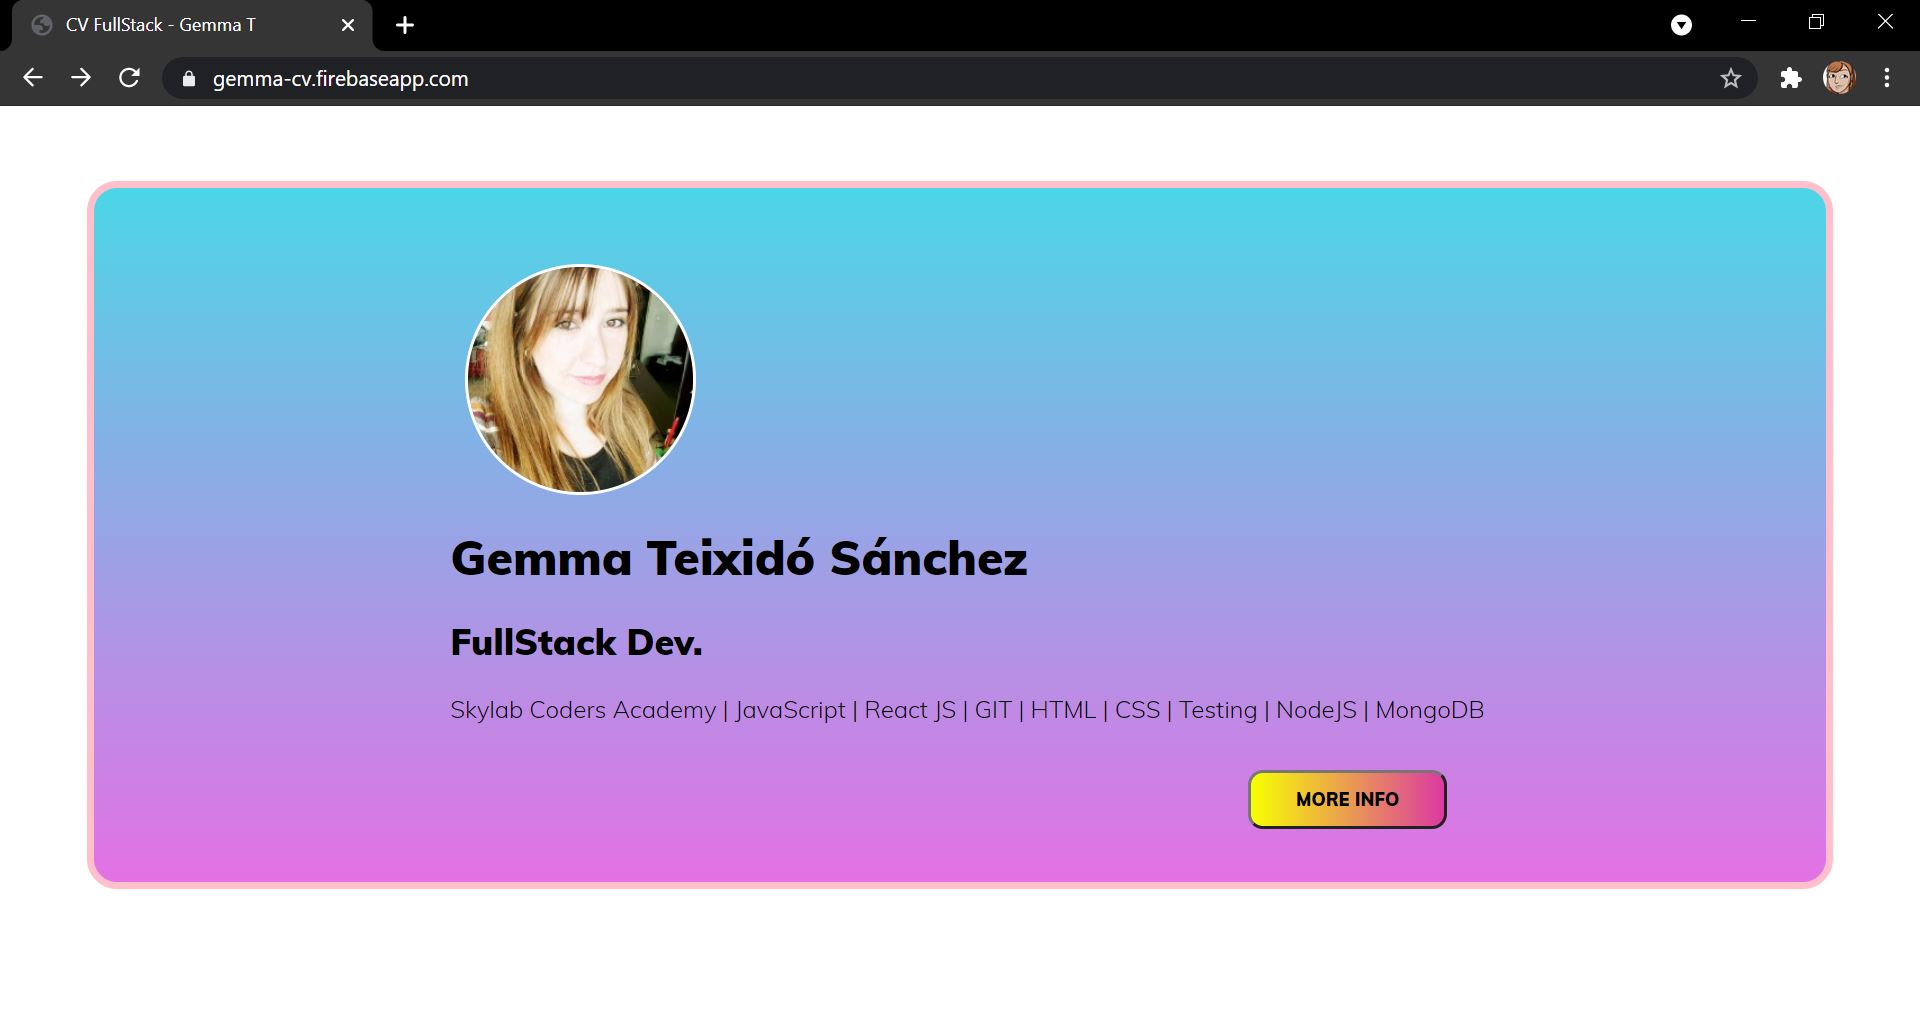 CV FullStack - Gemma T
gemma-cv.firebaseapp.com
Gemma Teixidó Sánchez
FullStack Dev.
Skylab Coders Academy | JavaScript | React JS | GIT | HTML | CSS | Testing | NodeJS | MongoDB
MORE INFO